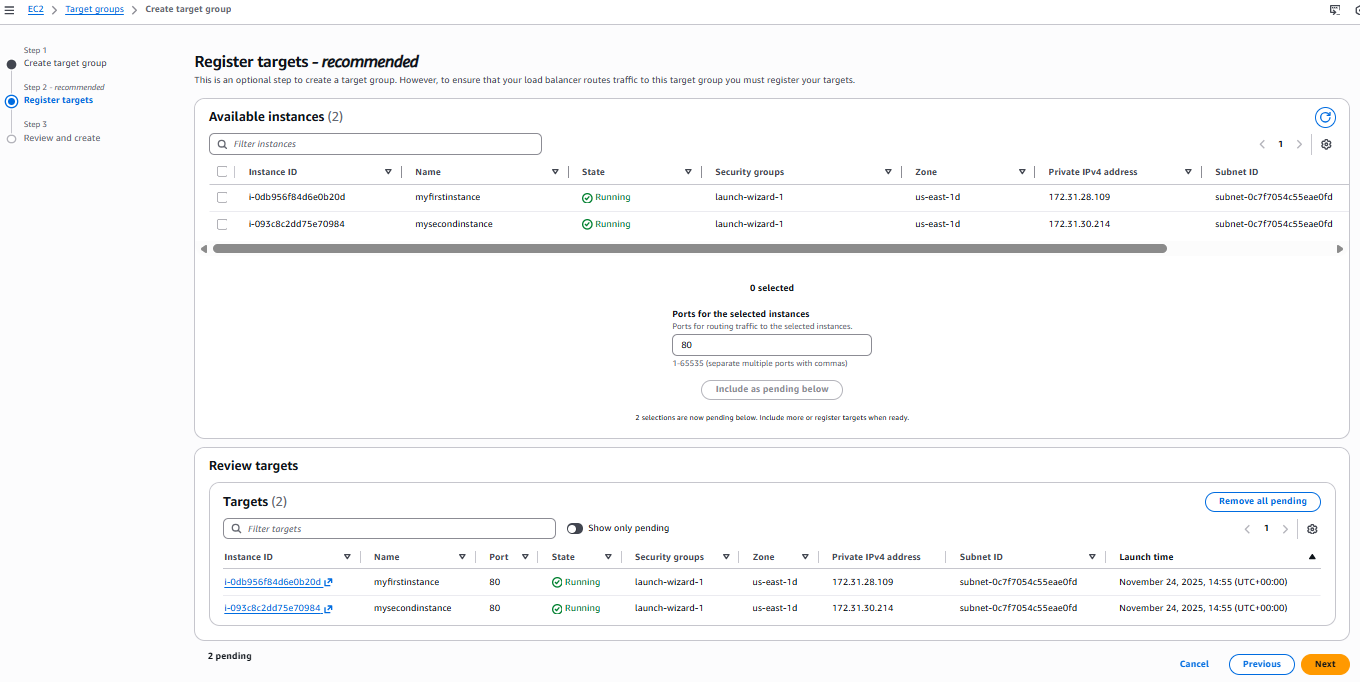 EC2 > Target groups > Create target group
Step 1
Create target group
Step 2 - recommended
Register targets
Step 3
Review and create
Register targets - recommended
This is an optional step to create a target group. However, to ensure that your load balancer routes traffic to this target group you must register your targets.
Available instances (2)
Filter instances
1
Instance ID Name State Security groups Zone Private IPv4 address Subnet ID
i-0db956f84d6e0b20d myfirstinstance Running launch-wizard-1 us-east-1d 172.31.28.109 subnet-0c7f7054c55eae0fd
i-093c8c2dd75e70984 mysecondinstance Running launch-wizard-1 us-east-1d 172.31.30.214 subnet-0c7f7054c55eae0fd
0 selected
Ports for the selected instances
Ports for routing traffic to the selected instances.
80
1-65535 (separate multiple ports with commas)
Include as pending below
2 selections are now pending below. Include more or register targets when ready.
Review targets
Targets (2)
Remove all pending
Filter targets
Show only pending
1
Instance ID Name Port State Security groups Zone Private IPv4 address Subnet ID Launch time
i-0db956f84d6e0b20d myfirstinstance 80 Running launch-wizard-1 us-east-1d 172.31.28.109 subnet-0c7f7054c55eae0fd November 24, 2025, 14:55 (UTC+00:00)
i-093c8c2dd75e70984 mysecondinstance 80 Running launch-wizard-1 us-east-1d 172.31.30.214 subnet-0c7f7054c55eae0fd November 24, 2025, 14:55 (UTC+00:00)
2 pending
Cancel Previous Next